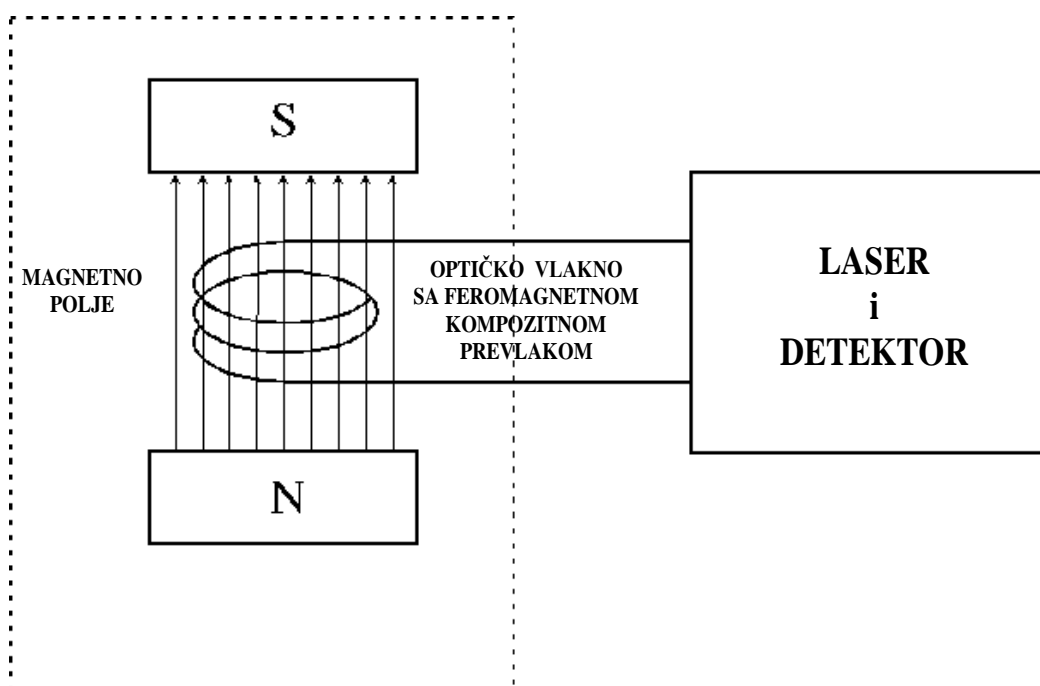 S
MAGNETNO
POLJE
OPTIČKO VLAKNO
SA FEROMAGNETNOM
KOMPOZITNOM
PREVLAKOM
LASER
i
DETEKTOR
N